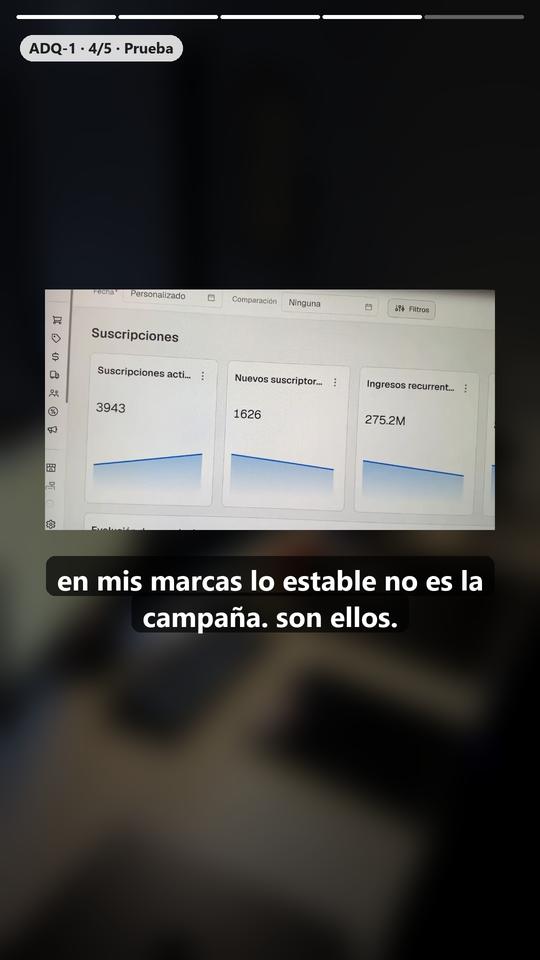 ADQ-1 · 4/5 · Prueba
Fecha*
Personalizado
Comparación
Ninguna
Filtros
Suscripciones
Suscripciones acti...
Nuevos suscriptor...
Ingresos recurrent...
3943
1626
275.2M
en mis marcas lo estable no es la
campaña. son ellos.